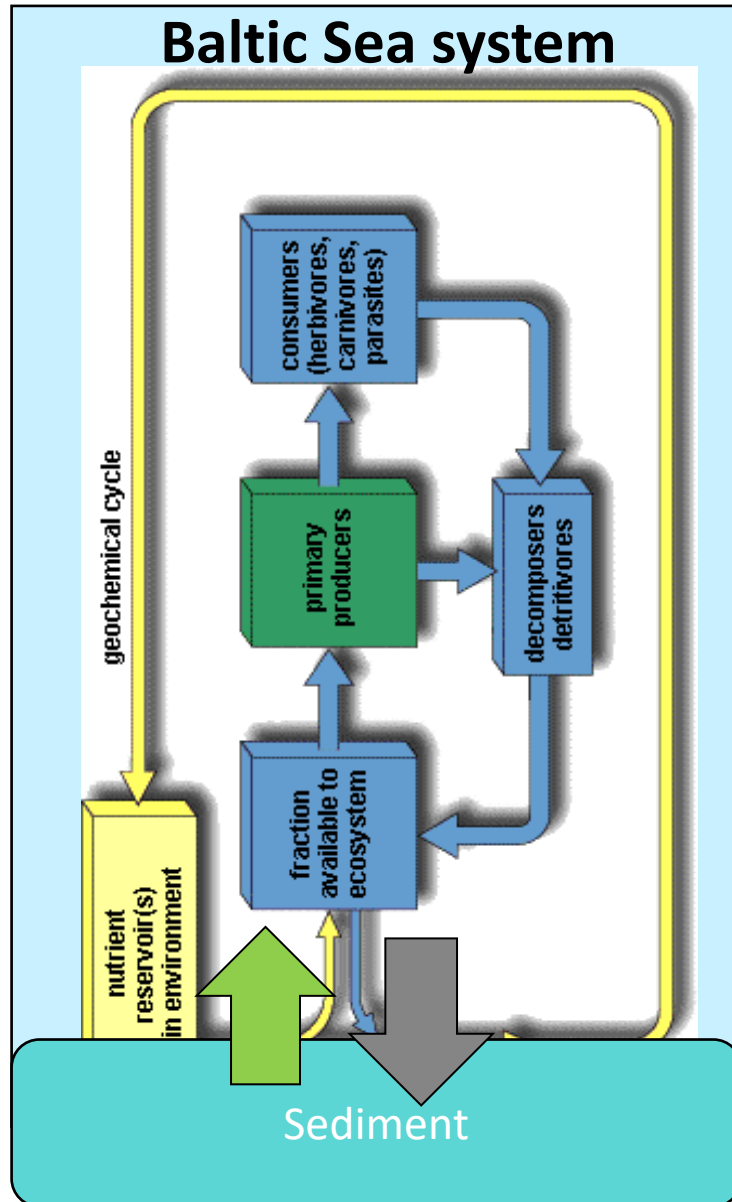 Baltic Sea system
geochemical cycle
consumers
(herbivores,
carnivores,
parasites)
primary
producers
decomposers
detritivores
fraction
available to
ecosystem
nutrient
reservoir(s)
in environment
Sediment